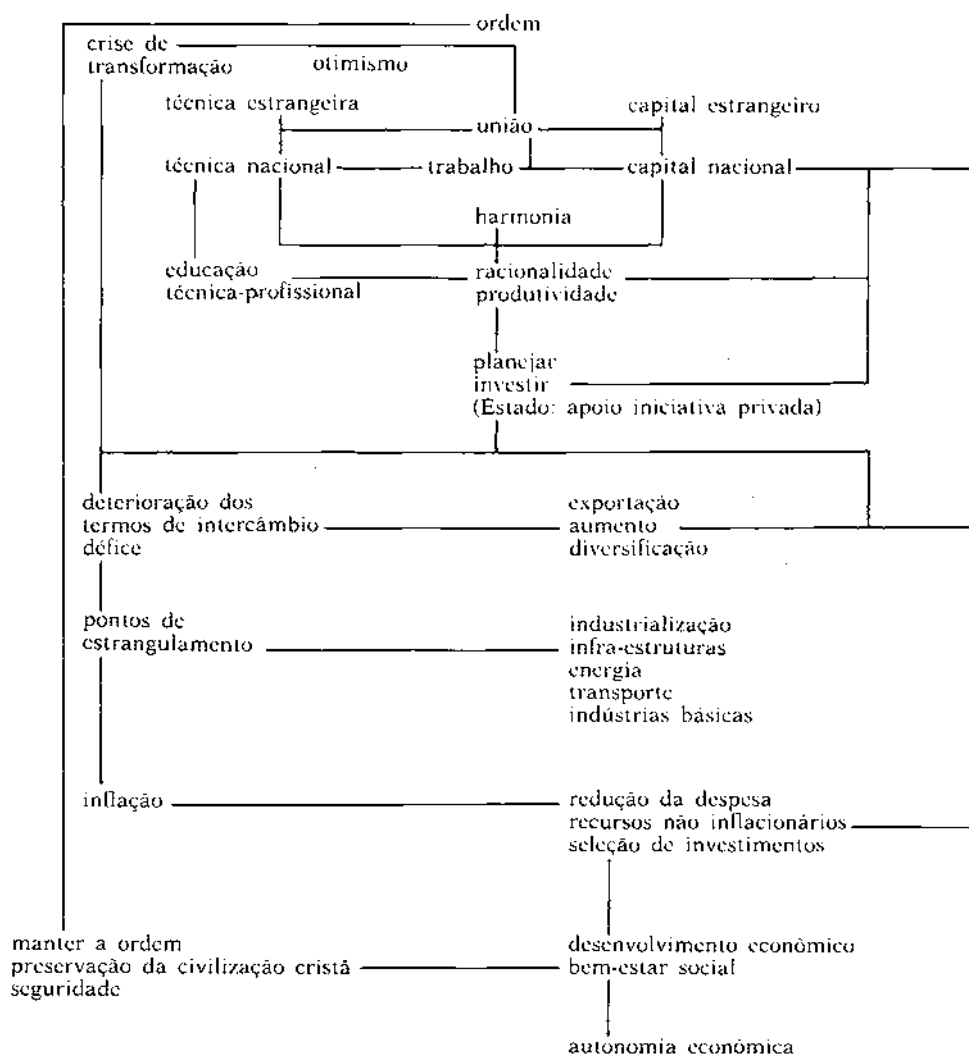 ordem
crise de
transformação
otimismo
técnica estrangeira
capital estrangeiro
união
técnica nacional
trabalho
capital nacional
harmonia
educação
técnica-profissional
racionalidade
produtividade
planejar
investir
(Estado: apoio iniciativa privada)
deterioração dos
termos de intercâmbio
défice
exportação
aumento
diversificação
pontos de
estrangulamento
industrialização
infra-estruturas
energia
transporte
indústrias básicas
inflação
redução da despesa
recursos não inflacionários
seleção de investimentos
manter a ordem
preservação da civilização cristã
seguridade
desenvolvimento econômico
bem-estar social
autonomia econômica